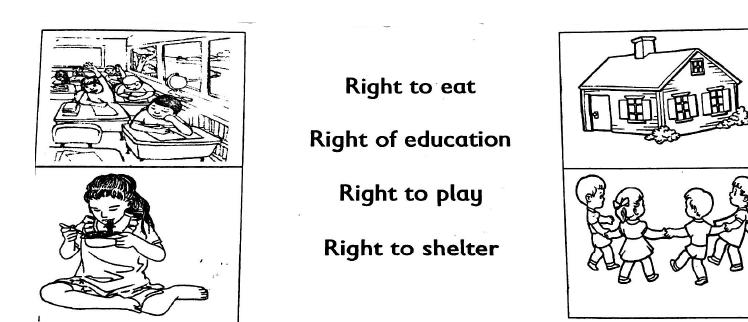 Right to eat
Right of education
Right to play
Right to shelter